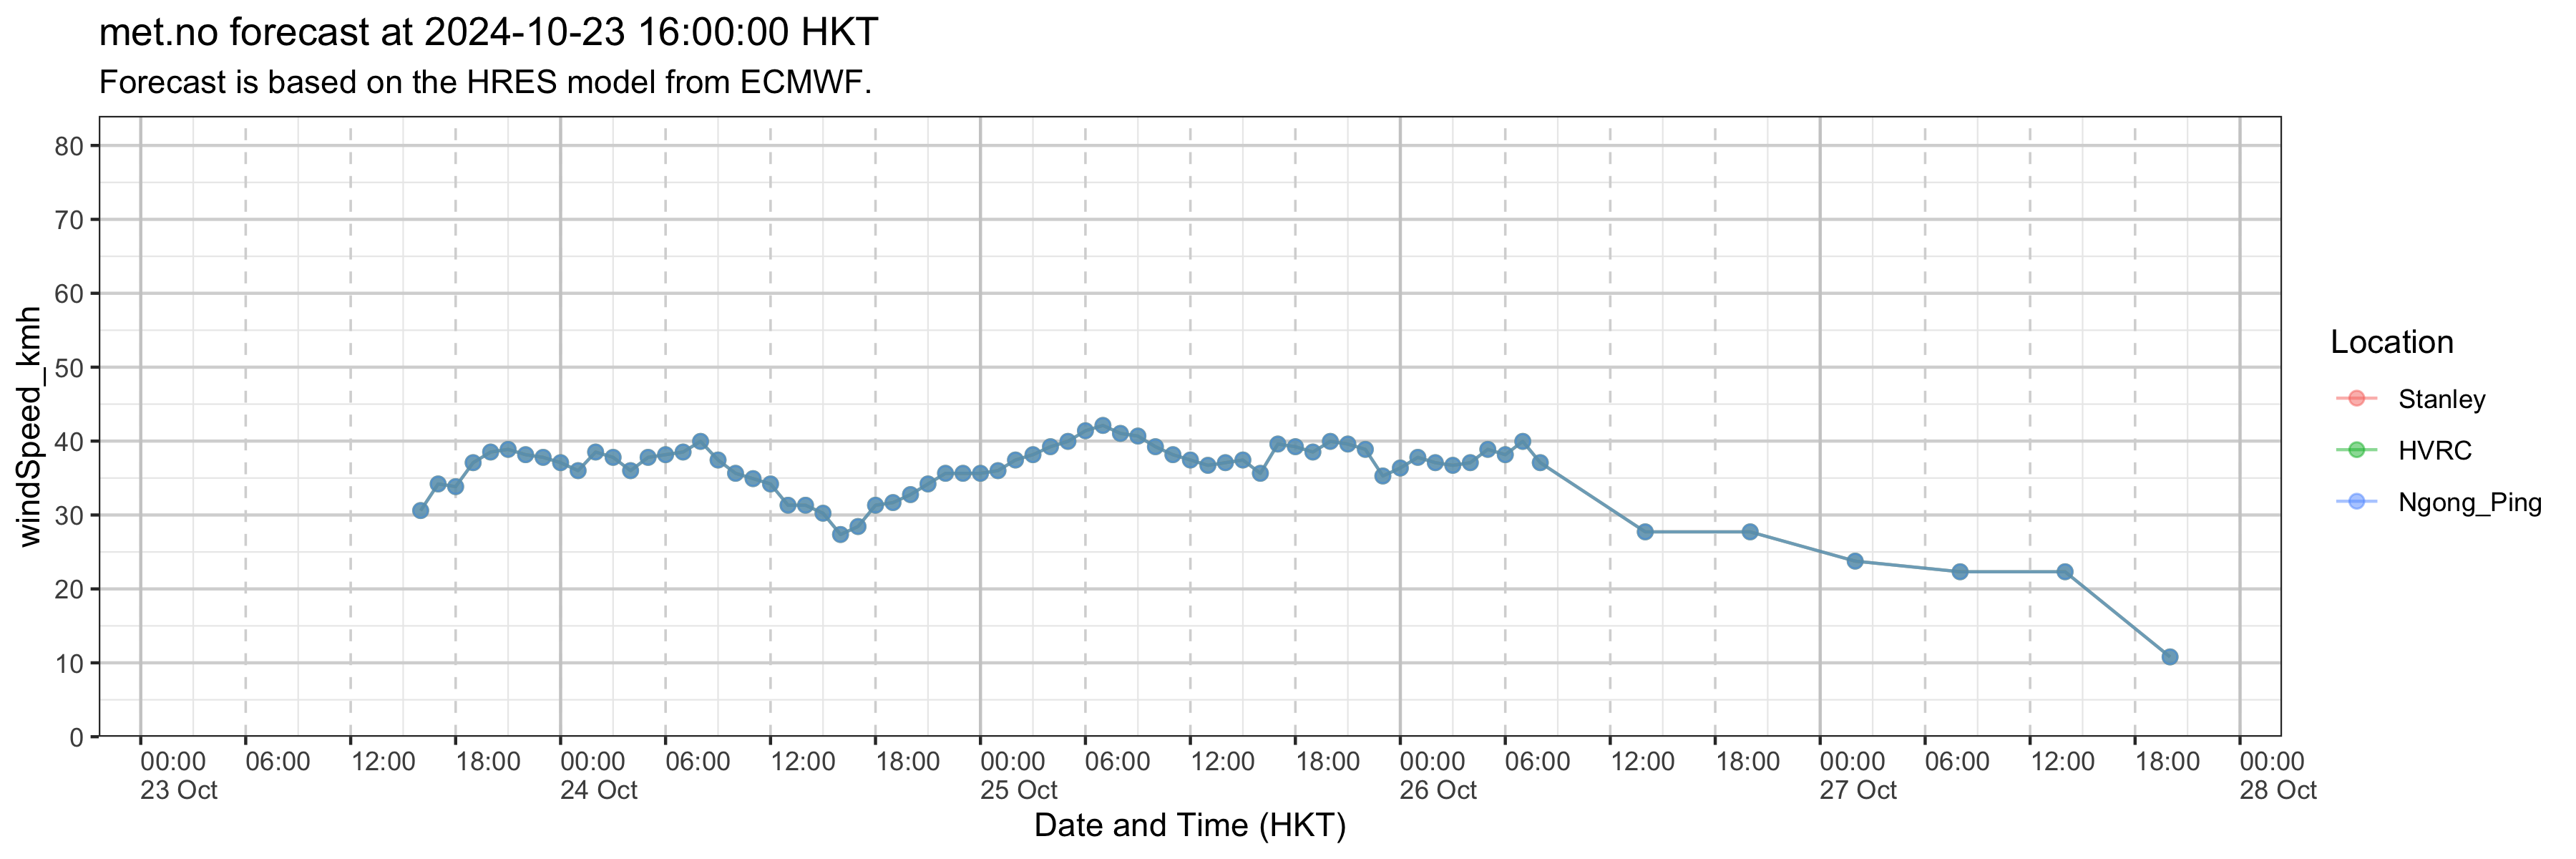 met.no forecast at 2024-10-23 16:00:00 HKT
Forecast is based on the HRES model from ECMWF.
windSpeed_kmh
80
70
60
50
40
30
20
10
0
00:00 06:00 12:00 18:00 00:00 06:00 12:00 18:00 00:00 06:00 12:00 18:00 00:00 06:00 12:00 18:00 00:00 06:00 12:00 18:00 00:00
23 Oct 24 Oct 25 Oct 26 Oct 27 Oct 28 Oct
Date and Time (HKT)
Location
Stanley
HVRC
Ngong_Ping